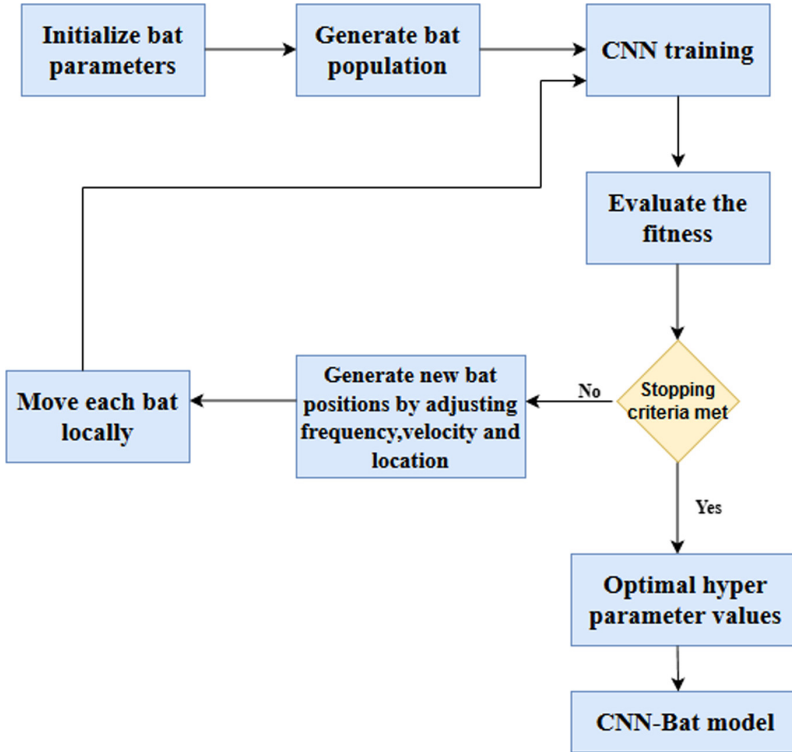 Initialize bat
parameters
Generate bat
population
CNN training
Evaluate the
fitness
Stopping
criteria met
No
Generate new bat
positions by adjusting
frequency,velocity and
location
Move each bat
locally
Yes
Optimal hyper
parameter values
CNN-Bat model